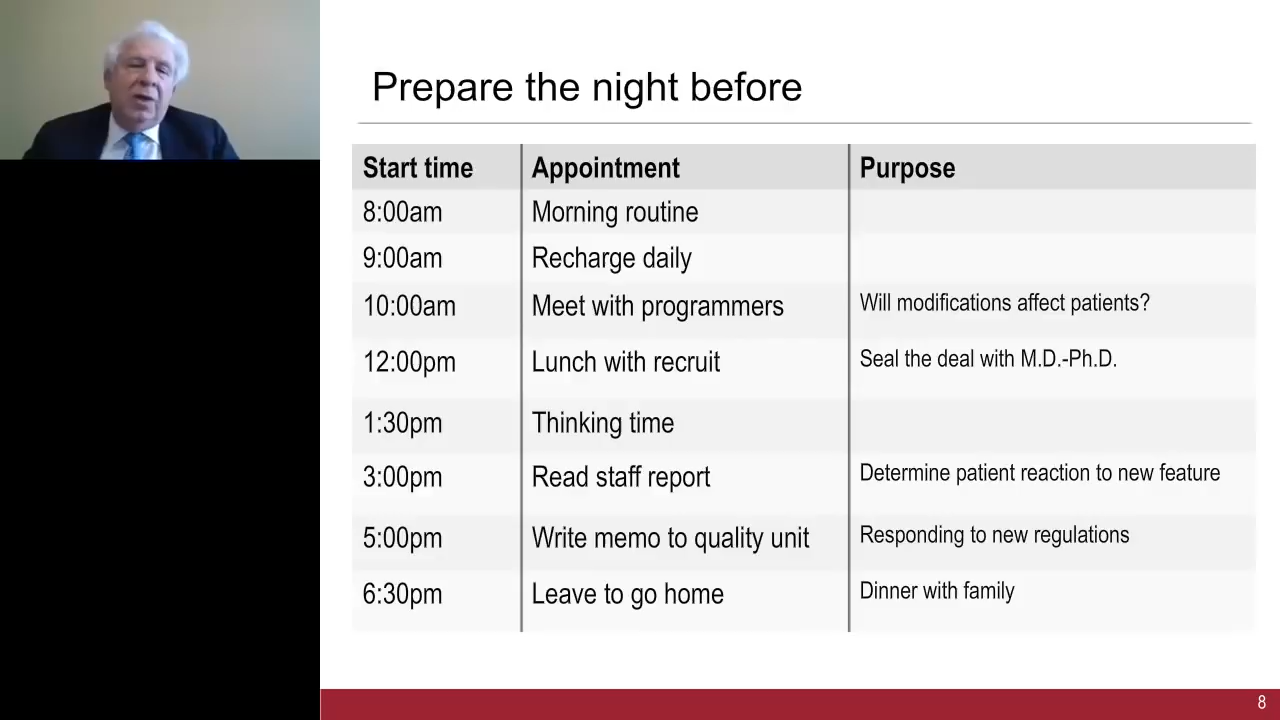 Prepare the night before
Start time Appointment Purpose
8:00am Morning routine
9:00am Recharge daily
10:00am Meet with programmers Will modifications affect patients?
12:00pm Lunch with recruit Seal the deal with M.D.-Ph.D.
1:30pm Thinking time
3:00pm Read staff report Determine patient reaction to new feature
5:00pm Write memo to quality unit Responding to new regulations
6:30pm Leave to go home Dinner with family
8